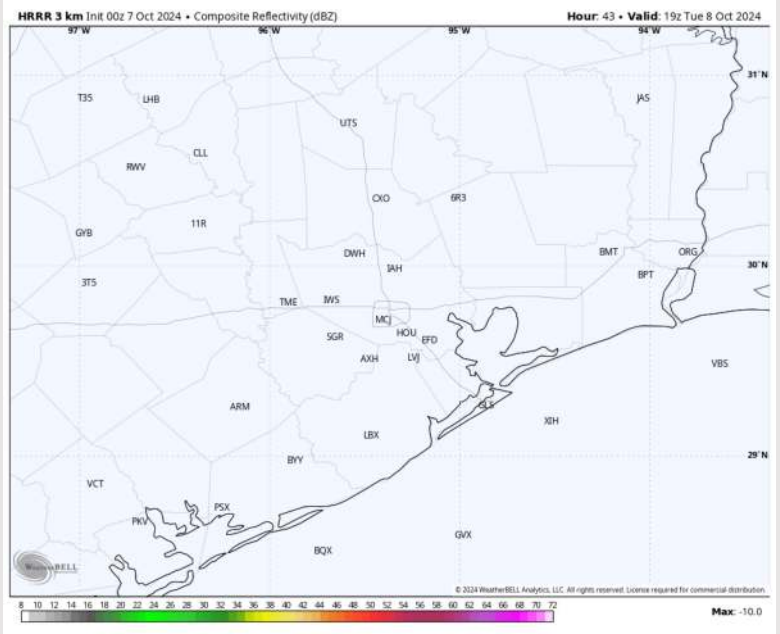 HRRR 3 km Init 00z 7 Oct 2024 • Composite Reflectivity (dBZ) Hour: 43 • Valid: 19z Tue 8 Oct 2024
97°W 96°W 95°W 94°W
31°N
T35 LHB JAS
UTS
CLL
RWV
CXO 6R3
11R
GYB
DWH BMT ORG
IAH 30°N
BPT
3T5
TME IWS
MCJ
HOU
SGR EFD
AXH LVJ
VBS
ARM GLS
XIH
LBX
BYY 29°N
VCT
PSX
PKV
GVX
BQX
WEATHERBELL
© 2024 WeatherBELL Analytics, LLC. All rights reserved. License required for commercial distribution.
8 10 12 14 16 18 20 22 24 26 28 30 32 34 36 38 40 42 44 46 48 50 52 54 56 58 60 62 64 66 68 70 72
Max: -10.0